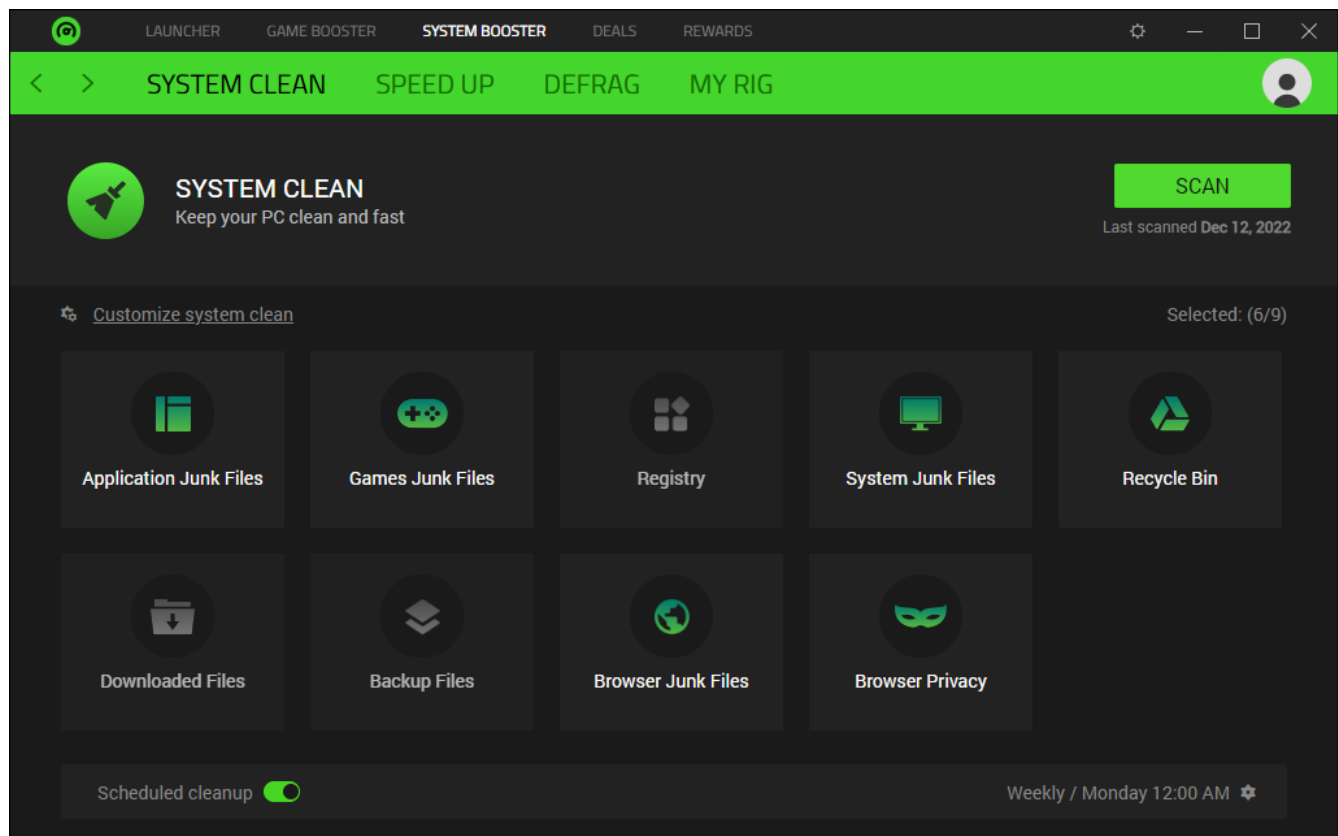 LAUNCHER GAME BOOSTER SYSTEM BOOSTER DEALS REWARDS
SYSTEM CLEAN SPEED UP DEFRAG MY RIG
SYSTEM CLEAN
Keep your PC clean and fast
SCAN
Last scanned Dec 12, 2022
Customize system clean
Selected: (6/9)
Application Junk Files Games Junk Files Registry System Junk Files Recycle Bin
Downloaded Files Backup Files Browser Junk Files Browser Privacy
Scheduled cleanup Weekly / Monday 12:00 AM